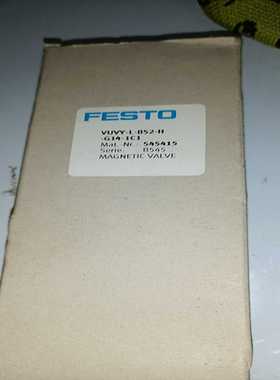 FESTO
VUVY-L-B52-H
-G14-1C1
Mat.-Nr.: 545415
Serie: B545
MAGNETIC VALVE